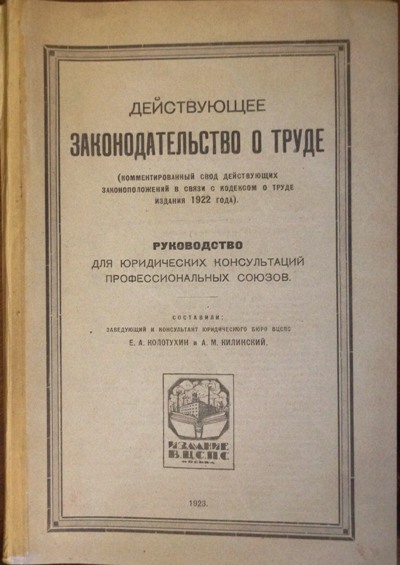 ДЕЙСТВУЮЩЕЕ
ЗАКОНОДАТЕЛЬСТВО О ТРУДЕ
(КОММЕНТИРОВАННЫЙ СВОД ДЕЙСТВУЮЩИХ
ЗАКОНОПОЛОЖЕНИЙ В СВЯЗИ С КОДЕКСОМ О ТРУДЕ
ИЗДАНИЯ 1922 ГОДА).
РУКОВОДСТВО
ДЛЯ ЮРИДИЧЕСКИХ КОНСУЛЬТАЦИЙ
ПРОФЕССИОНАЛЬНЫХ СОЮЗОВ.
СОСТАВИЛИ:
ЗАВЕДУЮЩИЙ И КОНСУЛЬТАНТ ЮРИДИЧЕСКОГО БЮРО ВЦСПС
Е. А. КОЛОТУХИН и А. М. КИЛИНСКИЙ.
ИЗДАНИЕ
В.Ц.С.П.С
МОСКВА
1923.